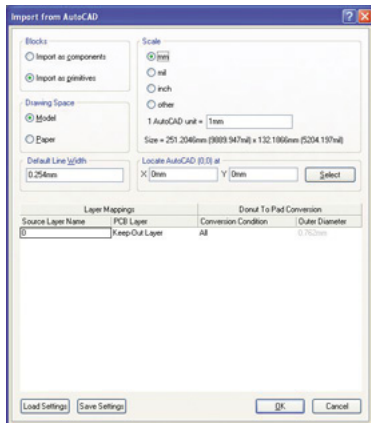 Import from AutoCAD
Blocks
Import as components
Import as primitives
Scale
mm
mil
inch
other
1 AutoCAD unit = 1mm
Size = 251.2046mm (9889.947mil) x 132.1866mm (5204.197mil)
Drawing Space
Model
Paper
Default Line Width
0.254mm
Locate AutoCAD (0,0) at
X 0mm Y 0mm Select
Layer Mappings Donut To Pad Conversion
Source Layer Name PCB Layer Conversion Condition Outer Diameter
0 Keep-Out Layer All 0.762mm
Load Settings Save Settings OK Cancel